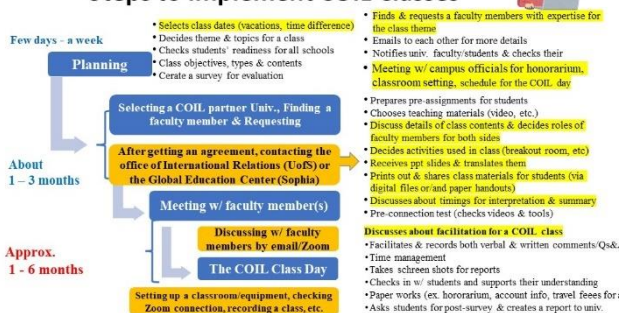 Steps to Implement COIL Classes
Few days - a week
Planning
• Selects class dates (vacations, time difference)
• Decides theme & topics for a class
• Checks students' readiness for all schools
• Class objectives, types & contents
• Cerate a survey for evaluation
• Finds & requests a faculty members with expertise for
the class theme
• Emails to each other for more details
• Notifies univ. faculty/students & checks their
• Meeting w/ campus officials for honorarium,
classroom setting, schedule for the COIL day
About
1 – 3 months
Selecting a COIL partner Univ., Finding a
faculty member & Requesting
After getting an agreement, contacting the
office of International Relations (UofS) or
the Global Education Center (Sophia)
• Prepares pre-assignments for students
• Chooses teaching materials (video, etc.)
• Discuss details of class contents & decides roles of
faculty members for both sides
• Decides activities used in class (breakout room, etc)
• Receives ppt slides & translates them
• Prints out & shares class materials for students (via
digital files or/and paper handouts)
• Discusses about timings for interpretation & summary
• Pre-connection test (checks videos & tools)
Approx.
1 - 6 months
Meeting w/ faculty member(s)
Discussing w/ faculty
members by email/Zoom
The COIL Class Day
Setting up a classroom/equipment, checking
Zoom connection, recording a class, etc.
Discusses about facilitation for a COIL class
•Facilitates & records both verbal & written comments/Qs&
•Time management
•Takes schreen shots for reports
•Checks in w/ students and supports their understanding
•Paper works (ex. hororarium, account info, travel feees for
•Asks students for post-survey & creates a report to univ.